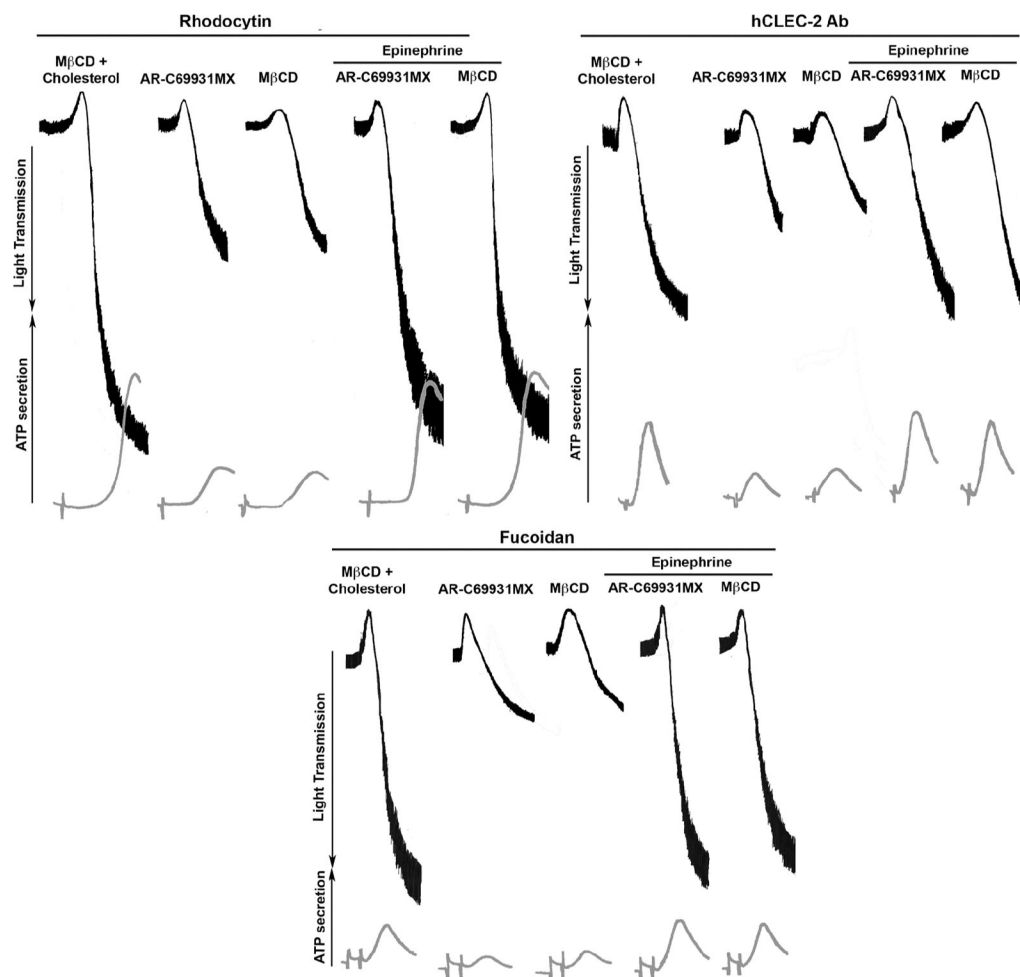 Rhodocytin
MβCD +
Cholesterol
AR-C69931MX
MβCD
Epinephrine
AR-C69931MX
MβCD
Light Transmission
ATP secretion
hCLEC-2 Ab
MβCD +
Cholesterol
AR-C69931MX
MβCD
Epinephrine
AR-C69931MX
MβCD
Light Transmission
ATP secretion
Fucoidan
MβCD +
Cholesterol
AR-C69931MX
MβCD
Epinephrine
AR-C69931MX
MβCD
Light Transmission
ATP secretion